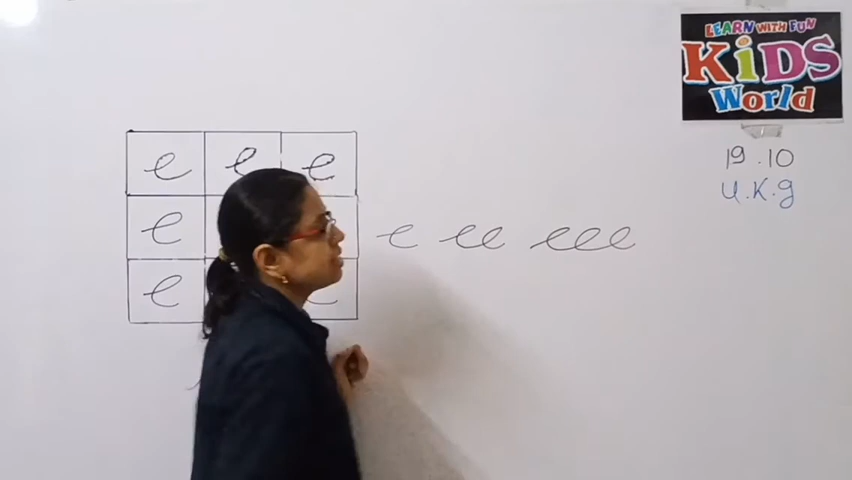 LEARN WITH FUN
KIDS
World
19.10
U.K.g
e e e
e
e
e ee eee